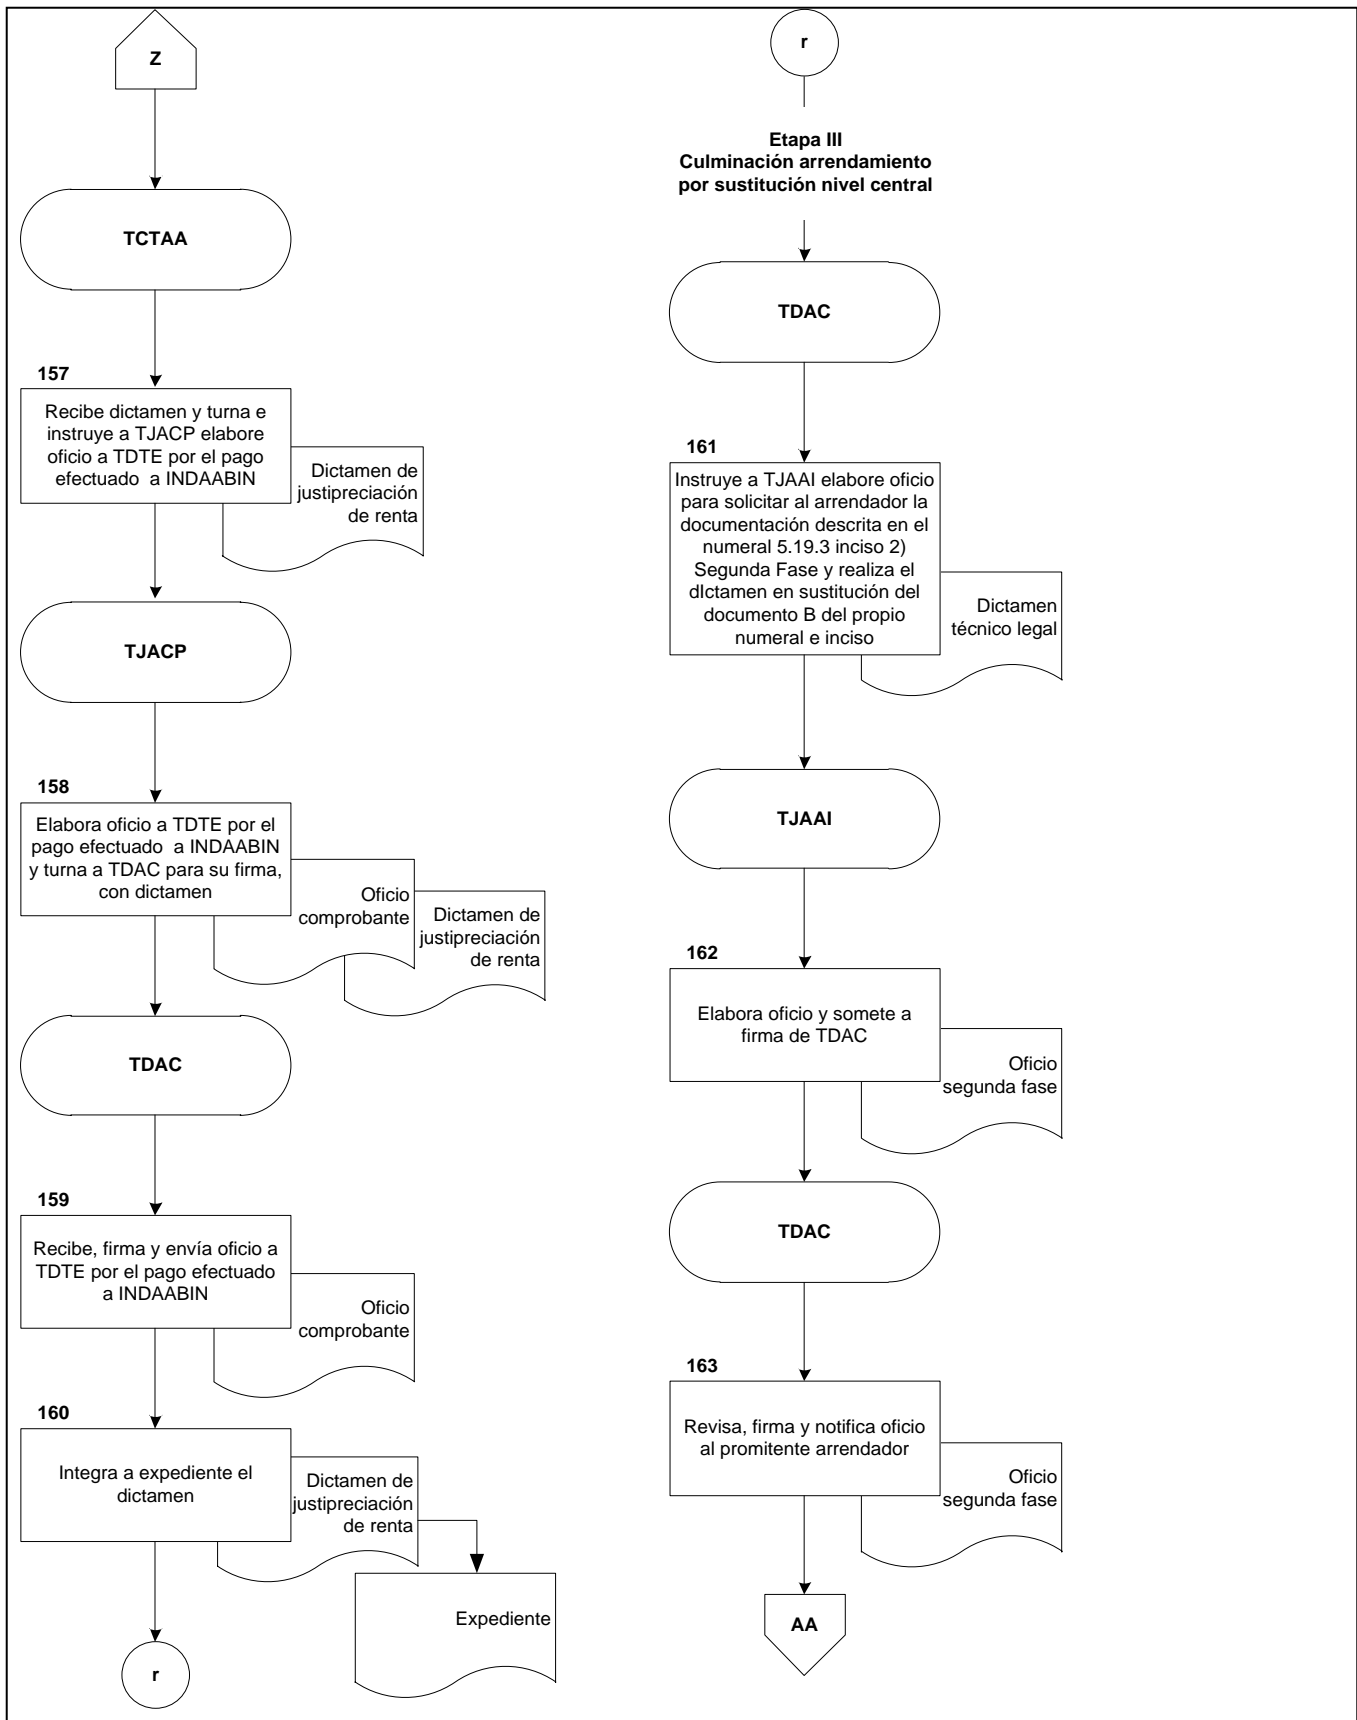 Z
TCTAA
157
Recibe dictamen y turna e
instruye a TJACP elabore
oficio a TDTE por el pago
efectuado a INDAABIN
Dictamen de
justipreciación
de renta
TJACP
158
Elabora oficio a TDTE por el
pago efectuado a INDAABIN
y turna a TDAC para su firma,
con dictamen
Oficio
comprobante
Dictamen de
justipreciación
de renta
TDAC
159
Recibe, firma y envía oficio a
TDTE por el pago efectuado
a INDAABIN
Oficio
comprobante
160
Integra a expediente el
dictamen
Dictamen de
justipreciación
de renta
Expediente
r
r
Etapa III
Culminación arrendamiento
por sustitución nivel central
TDAC
161
Instruye a TJAAI elabore oficio
para solicitar al arrendador la
documentación descrita en el
numeral 5.19.3 inciso 2)
Segunda Fase y realiza el
dIctamen en sustitución del
documento B del propio
numeral e inciso
Dictamen
técnico legal
TJAAI
162
Elabora oficio y somete a
firma de TDAC
Oficio
segunda fase
TDAC
163
Revisa, firma y notifica oficio
al promitente arrendador
Oficio
segunda fase
AA